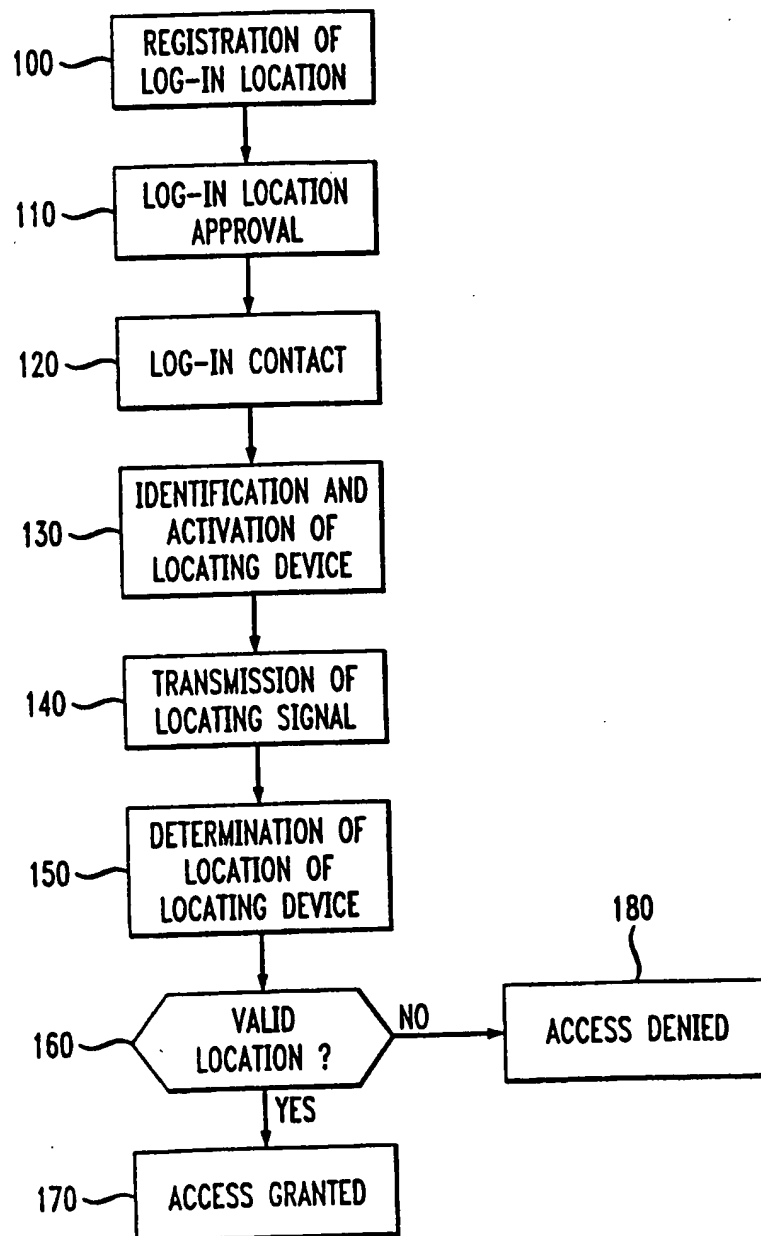 100
REGISTRATION OF
LOG-IN LOCATION
110
LOG-IN LOCATION
APPROVAL
120
LOG-IN CONTACT
130
IDENTIFICATION AND
ACTIVATION OF
LOCATING DEVICE
140
TRANSMISSION OF
LOCATING SIGNAL
150
DETERMINATION OF
LOCATION OF
LOCATING DEVICE
160
VALID
LOCATION ?
NO
180
ACCESS DENIED
YES
170
ACCESS GRANTED